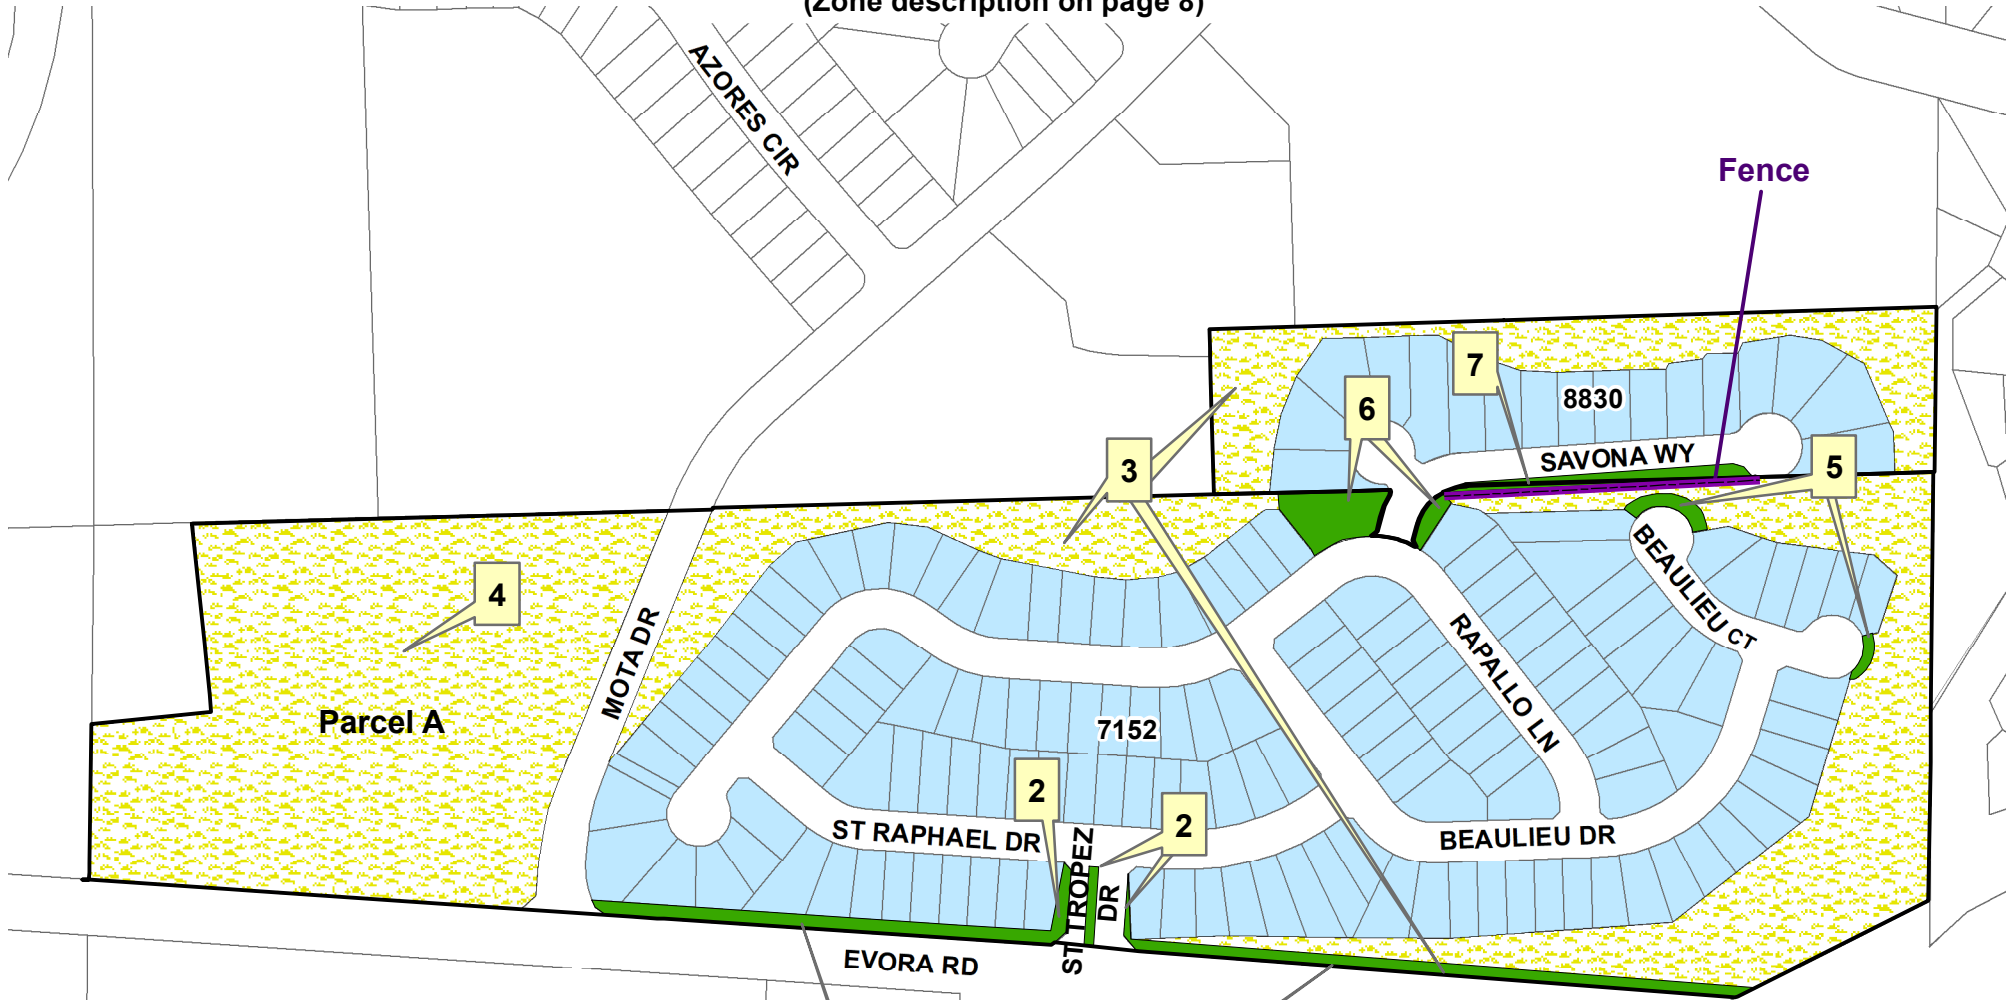 (Zone description on page 8)
AZORES CIR
Fence
7
8830
6
SAVONA WY
5
3
BEAULIEU CT
4
MOTA DR
RAPALLO LN
Parcel A
7152
2
2
ST RAPHAEL DR
BEAULIEU DR
ST TROPEZ
DR
EVORA RD